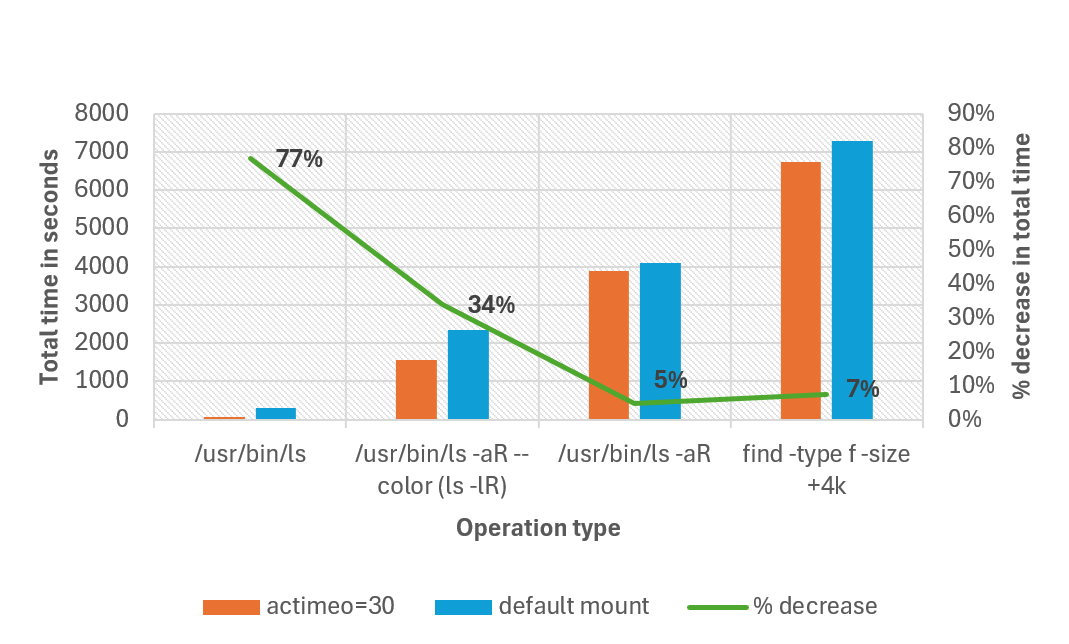 8000
7000
6000
5000
4000
3000
2000
1000
0
Total time in seconds
90%
80%
70%
60%
50%
40%
30%
20%
10%
0%
% decrease in total time
77%
34%
5%
7%
/usr/bin/ls
/usr/bin/ls -aR --
color (ls -lR)
/usr/bin/ls -aR
find -type f -size
+4k
Operation type
actimeo=30
default mount
% decrease